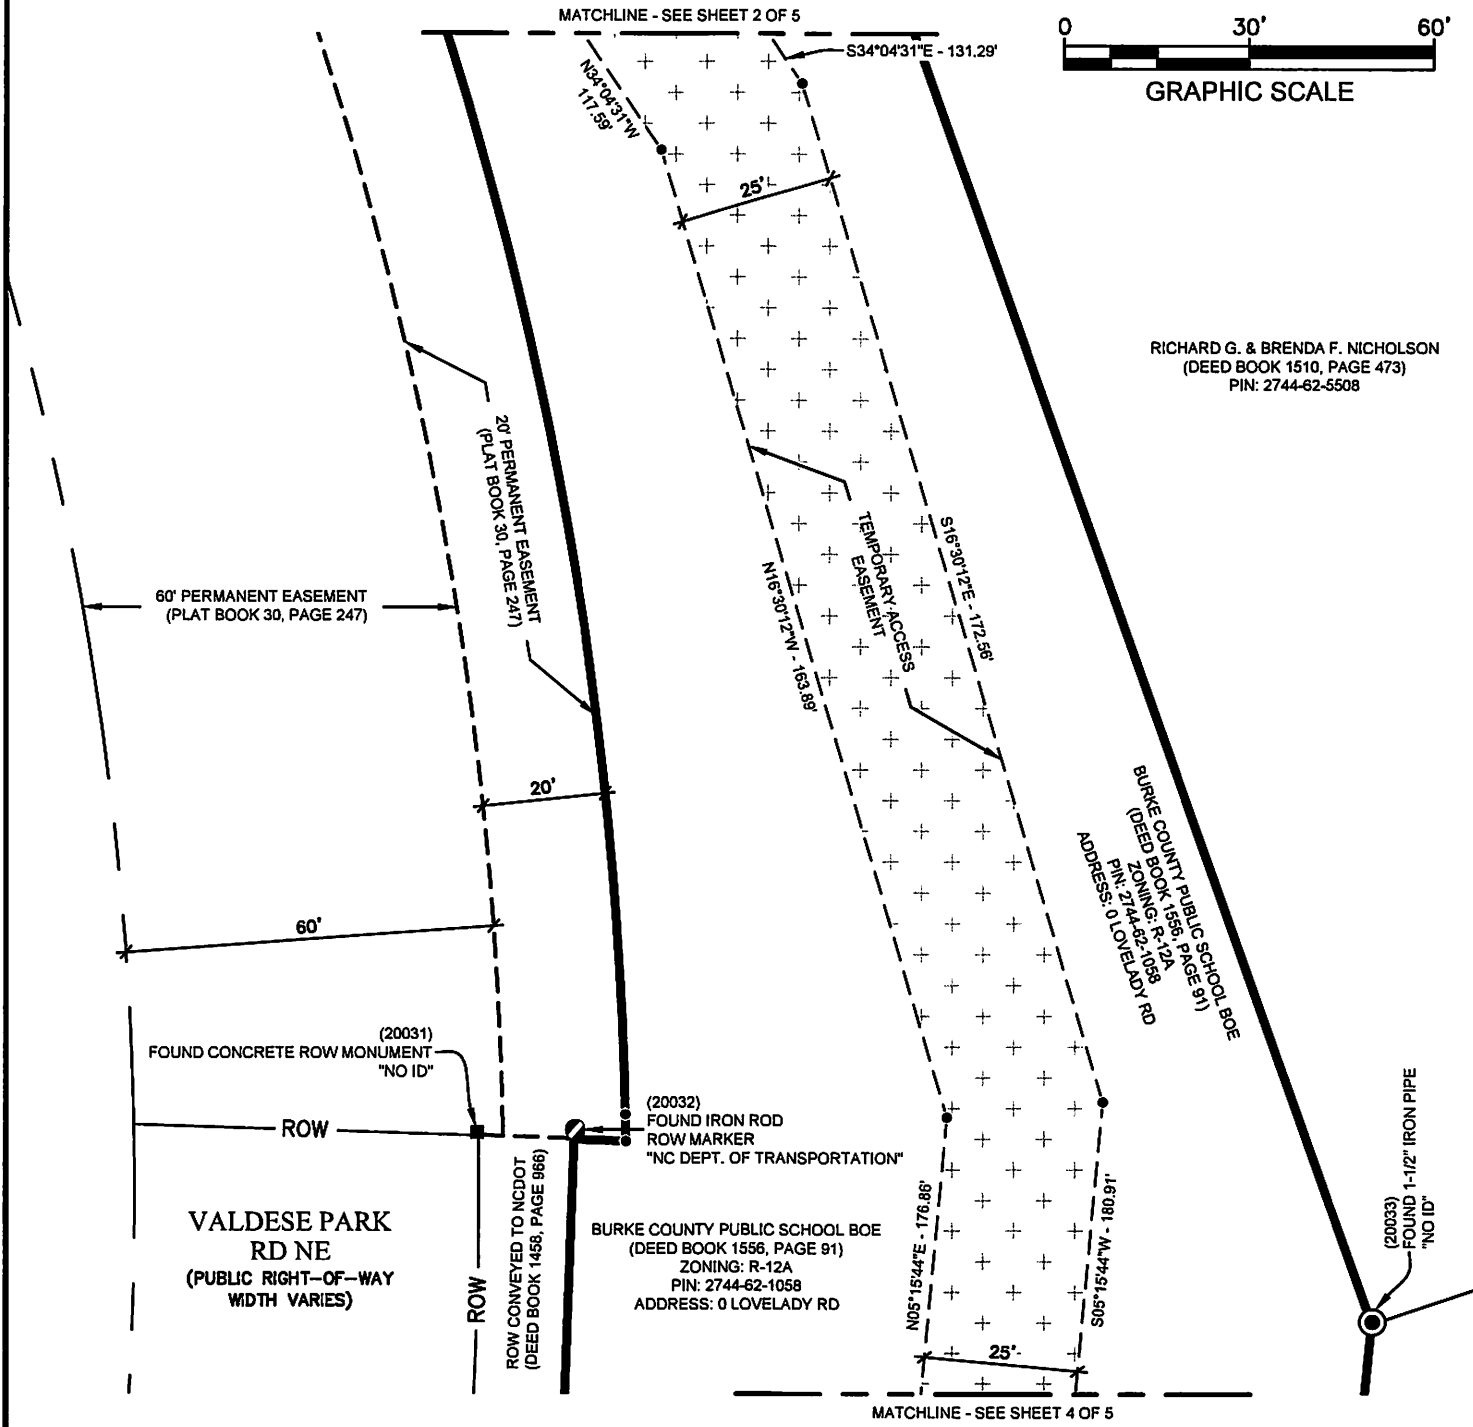 MATCHLINE - SEE SHEET 2 OF 5
0 30' 60'
GRAPHIC SCALE
S34°04'31"E - 131.29'
N34°04'31"W
117.59'
25'
RICHARD G. & BRENDA F. NICHOLSON
(DEED BOOK 1510, PAGE 473)
PIN: 2744-62-5508
20' PERMANENT EASEMENT
(PLAT BOOK 30, PAGE 247)
60' PERMANENT EASEMENT
(PLAT BOOK 30, PAGE 247)
TEMPORARY ACCESS
EASEMENT
N16°30'12"W - 163.89'
S16°30'12"E - 172.56'
20'
60'
BURKE COUNTY PUBLIC SCHOOL BOE
(DEED BOOK 1556, PAGE 91)
ZONING: R-12A
PIN: 2744-62-1058
ADDRESS: 0 LOVELADY RD
(20031)
FOUND CONCRETE ROW MONUMENT
"NO ID"
ROW
(20032)
FOUND IRON ROD
ROW MARKER
"NC DEPT. OF TRANSPORTATION"
(20033)
FOUND 1-1/2" IRON PIPE
"NO ID"
VALDESE PARK
RD NE
(PUBLIC RIGHT-OF-WAY
WIDTH VARIES)
ROW
ROW CONVEYED TO NCDOT
(DEED BOOK 1458, PAGE 966)
BURKE COUNTY PUBLIC SCHOOL BOE
(DEED BOOK 1556, PAGE 91)
ZONING: R-12A
PIN: 2744-62-1058
ADDRESS: 0 LOVELADY RD
N05°15'44"E - 176.86'
S05°15'44"W - 180.91'
25'
MATCHLINE - SEE SHEET 4 OF 5